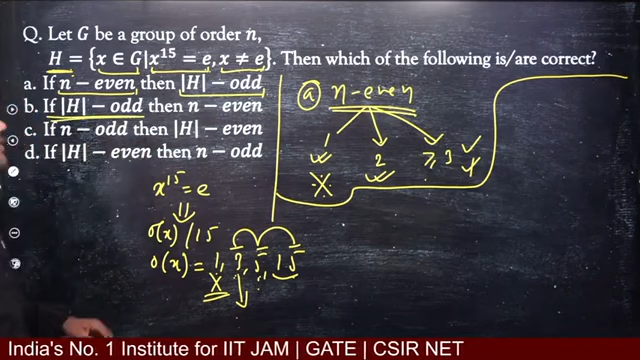 Q. Let G be a group of order n,
H = {x ∈ G|x¹⁵ = e, x ≠ e}. Then which of the following is/are correct?
a. If n − even then |H| − odd
b. If |H| − odd then n − even
c. If n − odd then |H| − even
d. If |H| − even then n − odd
x¹⁵ = e
⇓
o(x) / 15
o(x) = 1, 3, 5, 15
X
ⓐ n - even
1 2 ≥, 3
X
India's No. 1 Institute for IIT JAM | GATE | CSIR NET